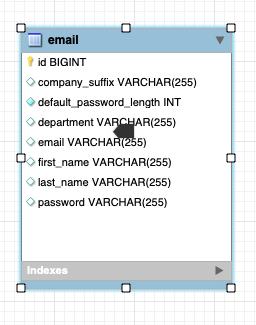 email
id BIGINT
company_suffix VARCHAR(255)
default_password_length INT
department VARCHAR(255)
email VARCHAR(255)
first_name VARCHAR(255)
last_name VARCHAR(255)
password VARCHAR(255)
Indexes